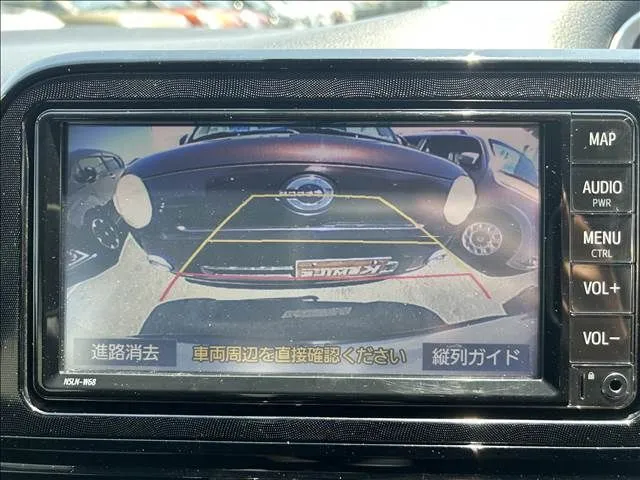 MAP
AUDIO
PWR
MENU
CTRL
VOL+
VOL-
進路消去
車両周辺を直接確認ください
縦列ガイド
NSLN-W68